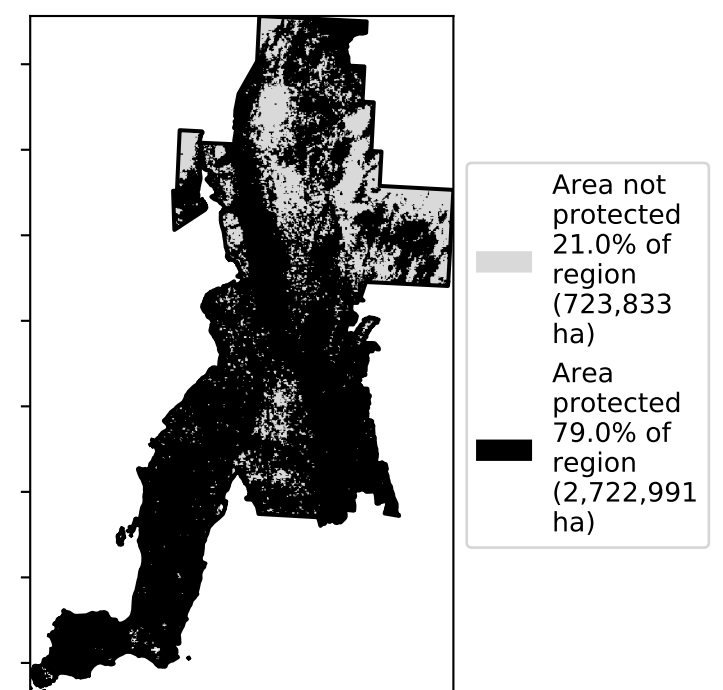 Area not
protected
21.0% of
region
(723,833
ha)
Area
protected
79.0% of
region
(2,722,991
ha)